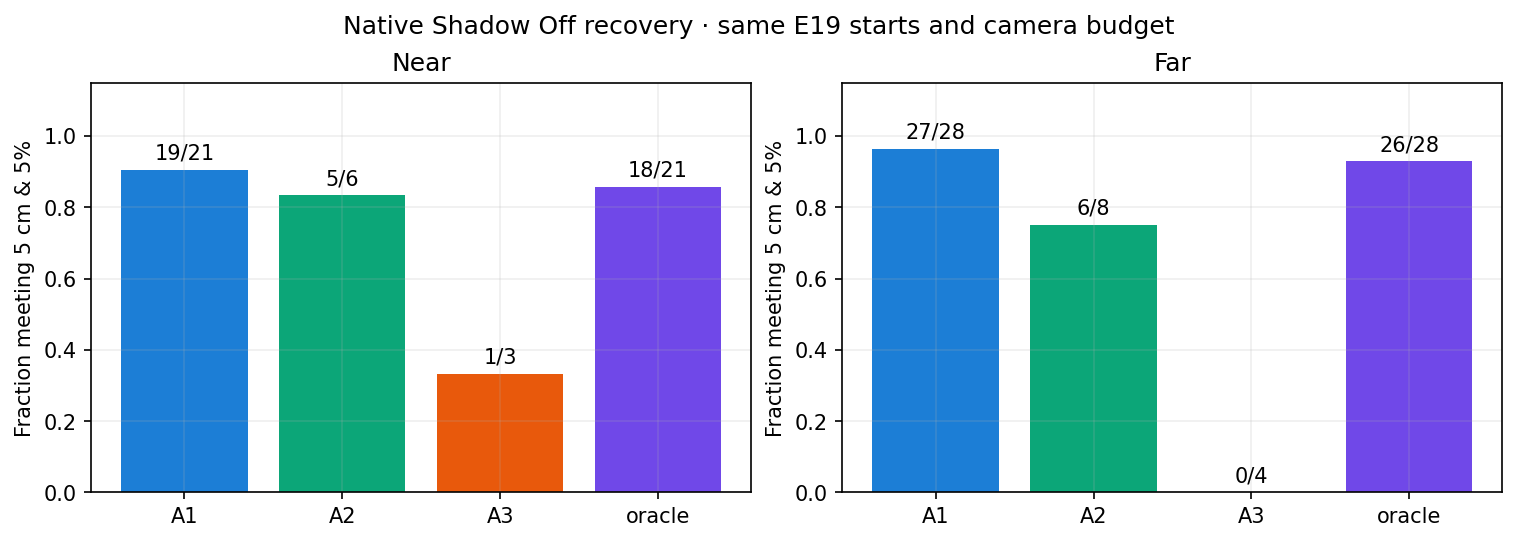 Native Shadow Off recovery · same E19 starts and camera budget
Near
Fraction meeting 5 cm & 5%
1.0
0.8
0.6
0.4
0.2
0.0
19/21
5/6
1/3
18/21
A1
A2
A3
oracle
Far
Fraction meeting 5 cm & 5%
1.0
0.8
0.6
0.4
0.2
0.0
27/28
6/8
0/4
26/28
A1
A2
A3
oracle